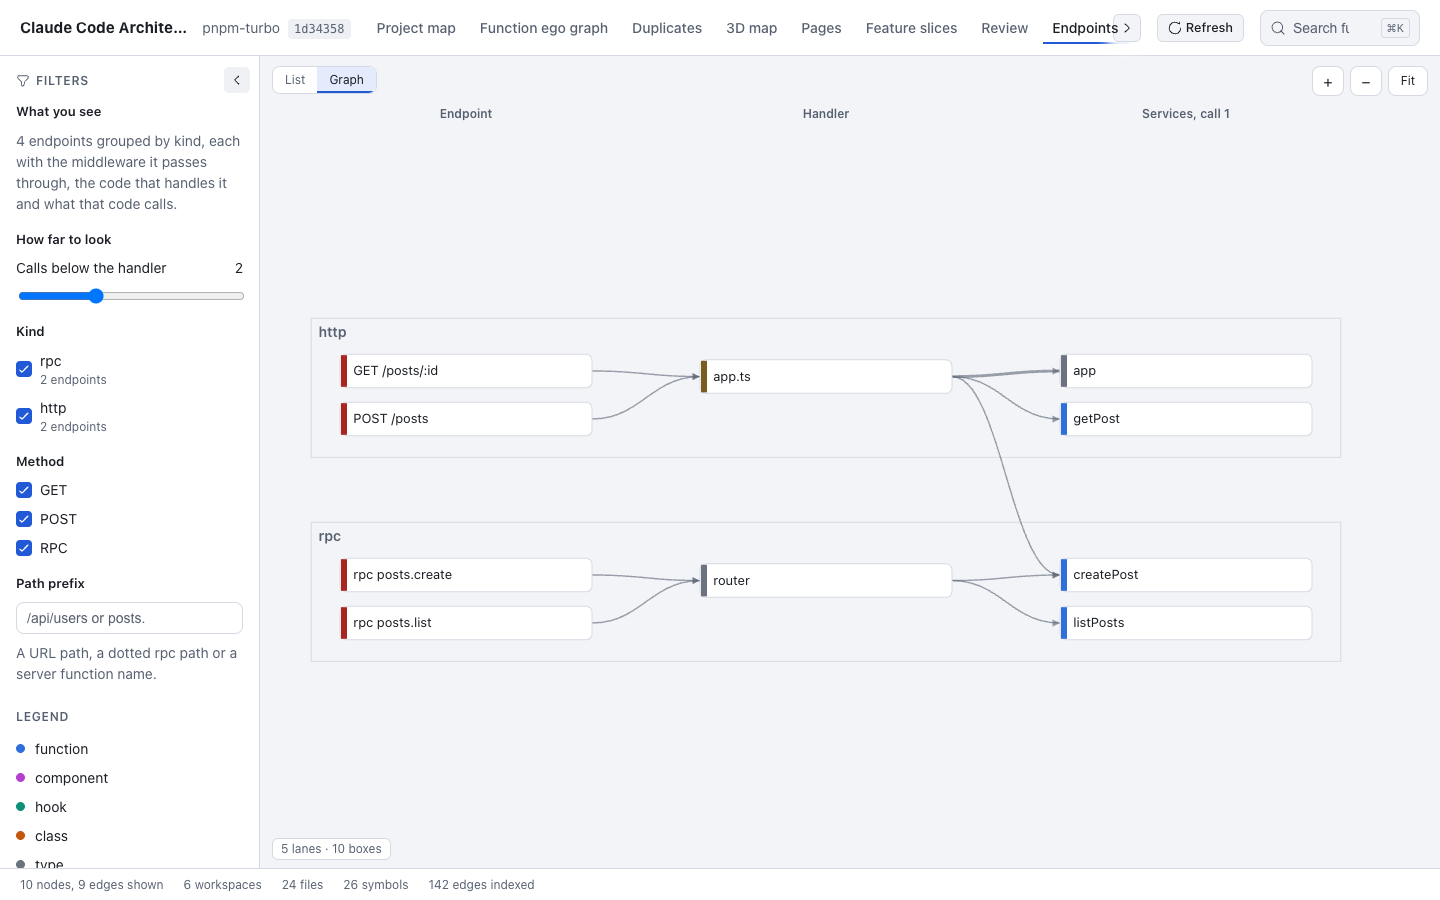 Claude Code Archite...
pnpm-turbo
1d34358
Project map
Function ego graph
Duplicates
3D map
Pages
Feature slices
Review
Endpoints
Refresh
Search
⌘K
FILTERS
What you see
4 endpoints grouped by kind, each
with the middleware it passes
through, the code that handles it
and what that code calls.
How far to look
Calls below the handler 2
Kind
rpc
2 endpoints
http
2 endpoints
Method
GET
POST
RPC
Path prefix
/api/users or posts.
A URL path, a dotted rpc path or a
server function name.
LEGEND
function
component
hook
class
type
List
Graph
+
−
Fit
Endpoint
Handler
Services, call 1
http
GET /posts/:id
POST /posts
app.ts
app
getPost
rpc
rpc posts.create
rpc posts.list
router
createPost
listPosts
5 lanes · 10 boxes
10 nodes, 9 edges shown
6 workspaces
24 files
26 symbols
142 edges indexed